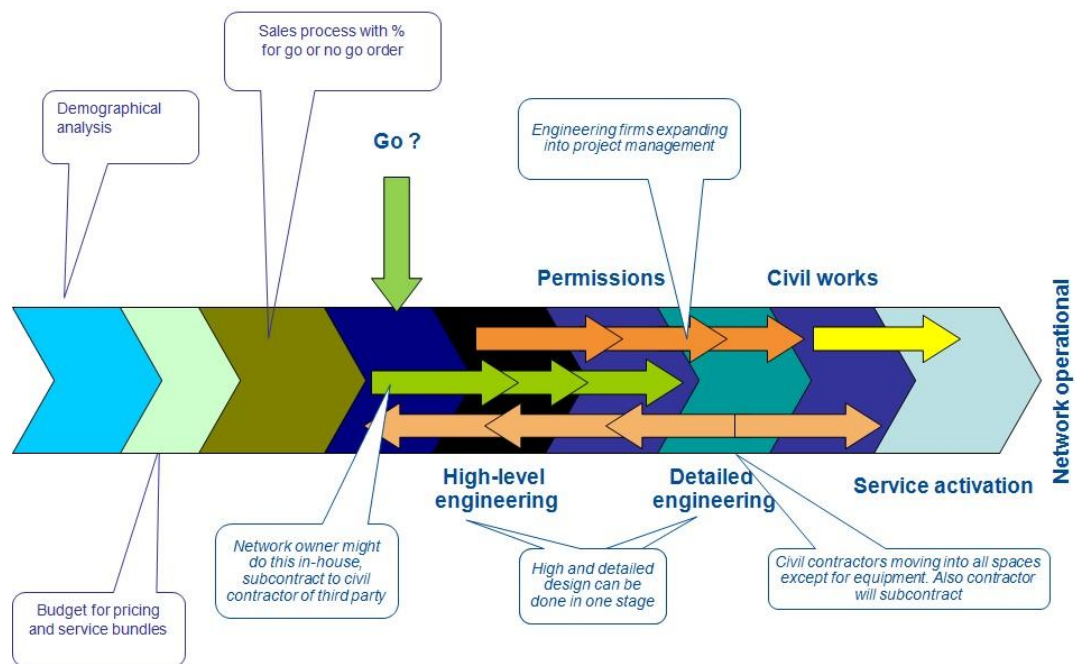 Sales process with %
for go or no go order
Demographical
analysis
Go ?
Engineering firms expanding
into project management
Permissions
Civil works
Network operational
High-level
engineering
Detailed
engineering
Service activation
Network owner might
do this in-house,
subcontract to civil
contractor of third party
High and detailed
design can be
done in one stage
Civil contractors moving into all spaces
except for equipment. Also contractor
will subcontract
Budget for pricing
and service bundles